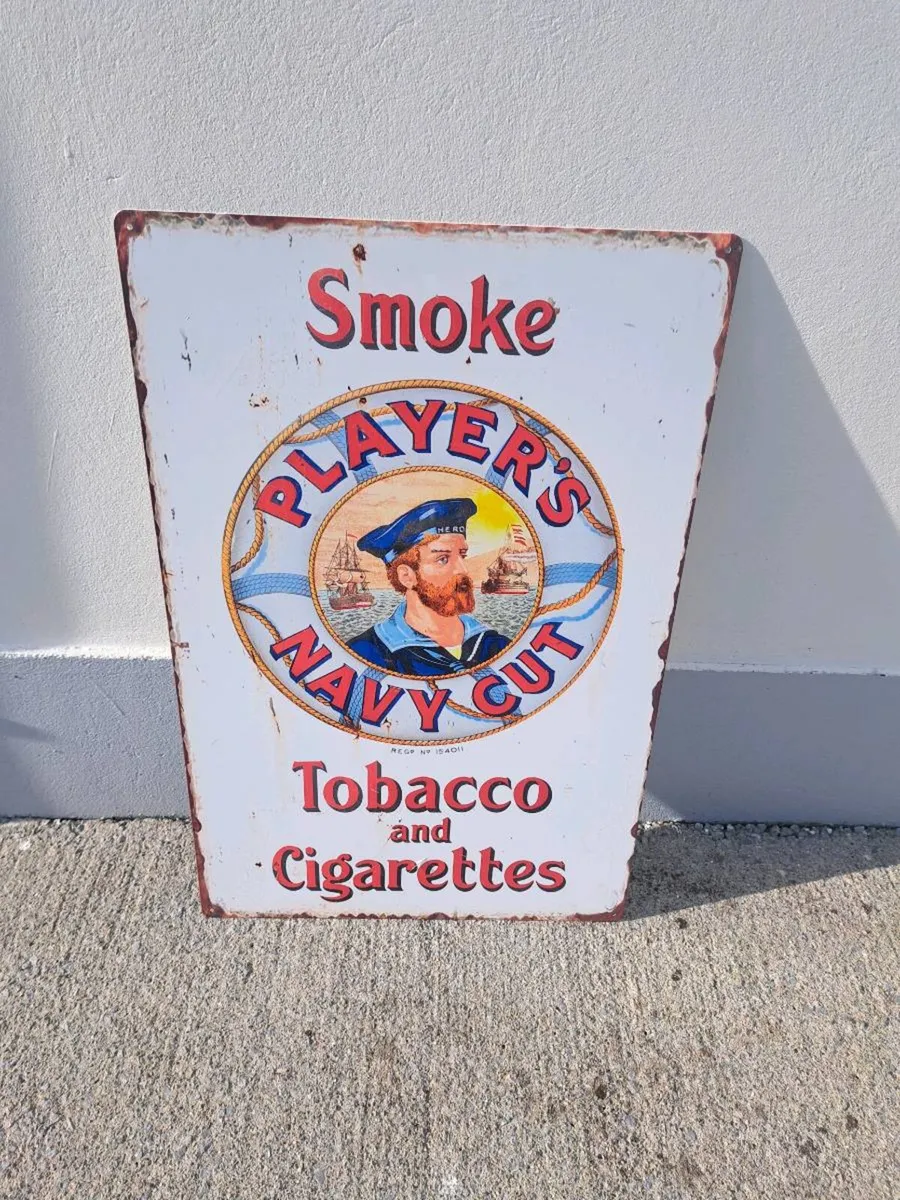 Smoke
PLAYER'S
HERO
NAVY CUT
REGD No 154011
Tobacco
and
Cigarettes